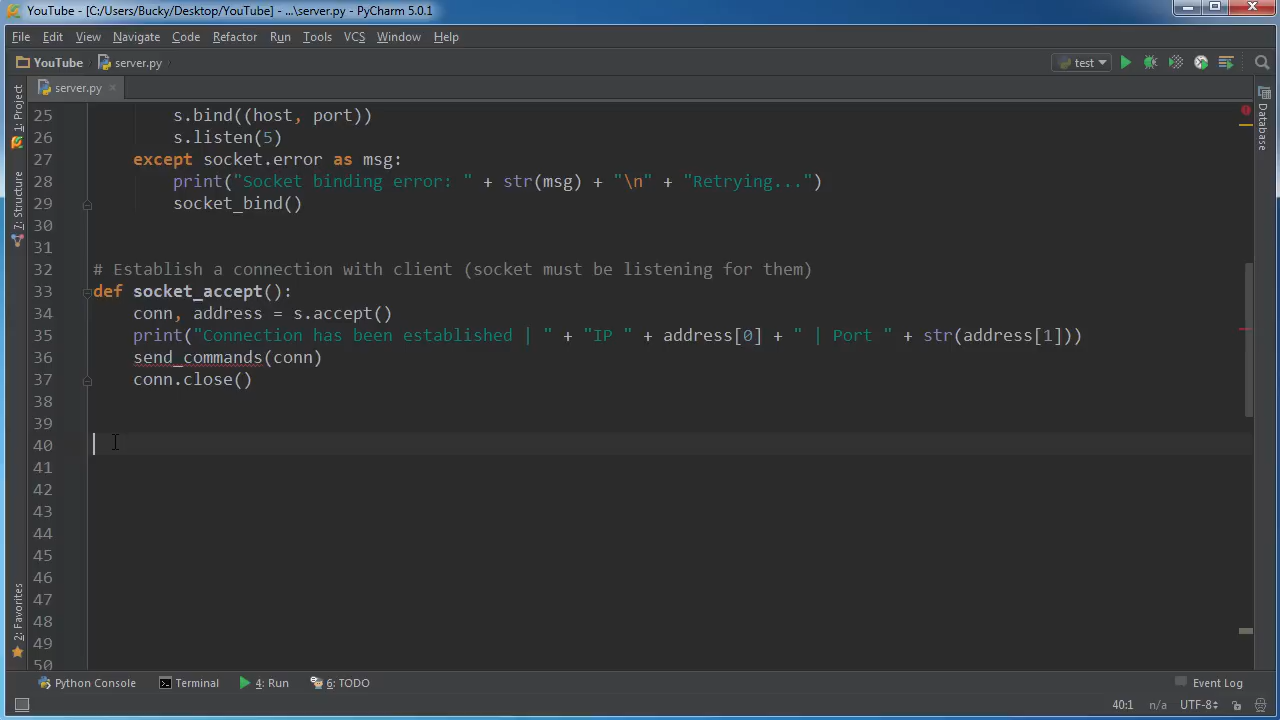 YouTube - [C:/Users/Bucky/Desktop/YouTube] - ...\server.py - PyCharm 5.0.1
File Edit View Navigate Code Refactor Run Tools VCS Window Help
YouTube server.py test
server.py
1: Project
7: Structure
2: Favorites
Database
25 s.bind((host, port))
26 s.listen(5)
27 except socket.error as msg:
28 print("Socket binding error: " + str(msg) + "\n" + "Retrying...")
29 socket_bind()
30
31
32 # Establish a connection with client (socket must be listening for them)
33 def socket_accept():
34 conn, address = s.accept()
35 print("Connection has been established | " + "IP " + address[0] + " | Port " + str(address[1]))
36 send_commands(conn)
37 conn.close()
38
39
40
41
42
43
44
45
46
47
48
49
50
Python Console Terminal 4: Run 6: TODO Event Log
40:1 n/a UTF-8